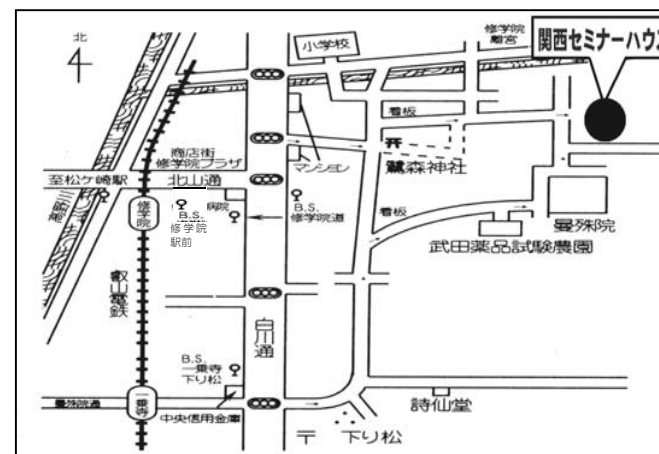 北
小学校
修学院
離宮
関西セミナーハウス
看板
商店街
修学院プラザ
マンション
鷺森神社
至松ケ崎駅
北山通
病院
B.S.
修学院
駅前
B.S.
修学院道
修学院
看板
曼殊院
武田薬品試験農園
叡山電鉄
白川通
B.S.
一乗寺
下り松
一乗寺
曼殊院通
中央信用金庫
詩仙堂
〒
下り松